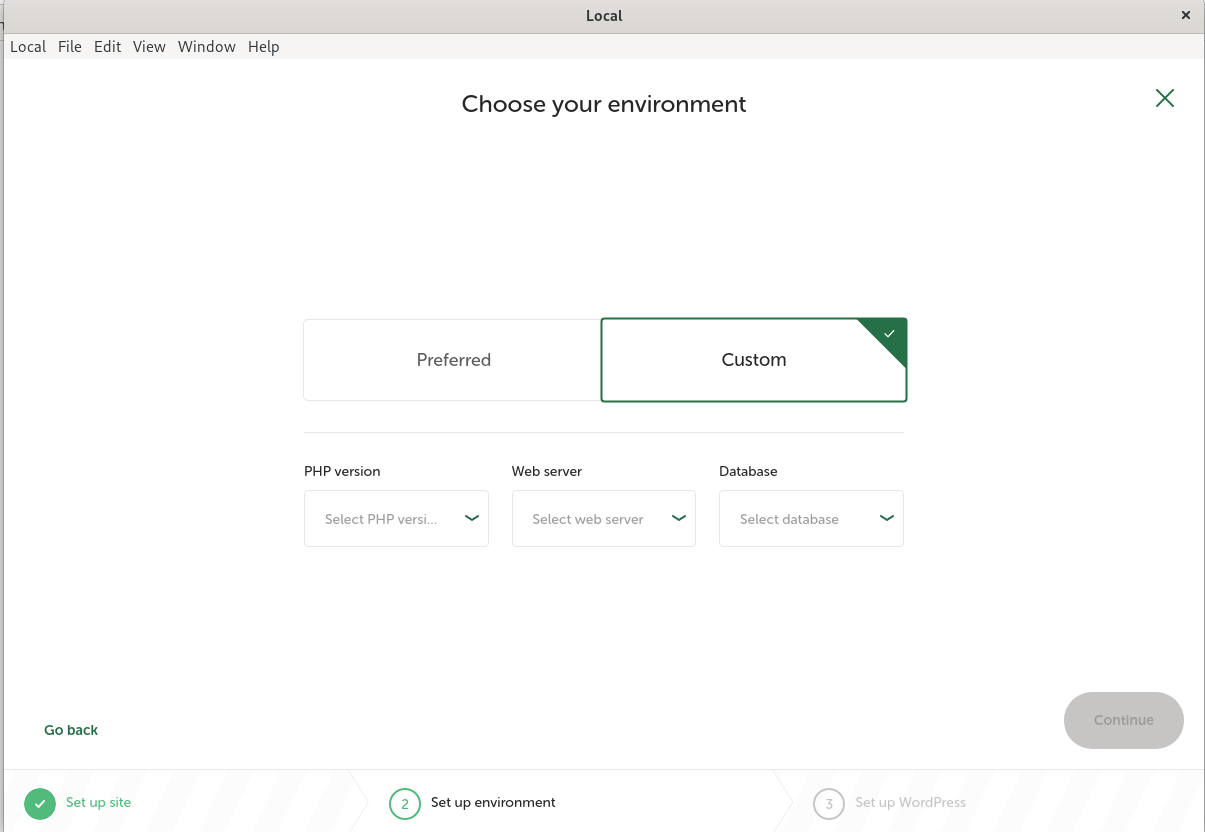 Local
Local File Edit View Window Help
Choose your environment
Preferred Custom
PHP version Web server Database
Select PHP versi... Select web server Select database
Go back Continue
Set up site 2 Set up environment 3 Set up WordPress